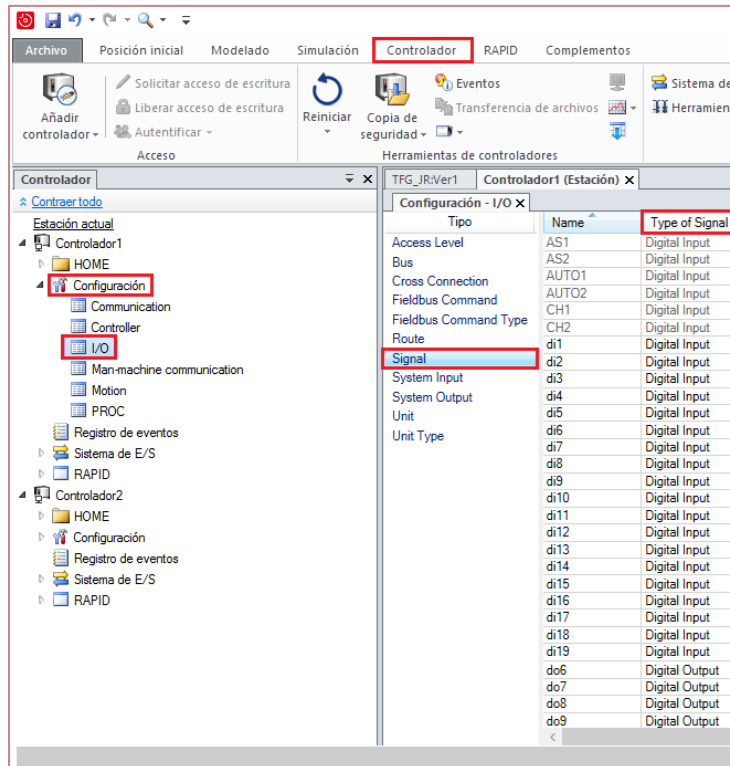 Archivo Posición inicial Modelado Simulación Controlador RAPID Complementos
Añadir controlador
Solicitar acceso de escritura
Liberar acceso de escritura
Autentificar
Acceso
Reiniciar
Copia de seguridad
Eventos
Transferencia de archivos
Herramientas de controladores
Sistema de
Herramien
Controlador
Contraer todo
Estación actual
Controlador1
HOME
Configuración
Communication
Controller
I/O
Man-machine communication
Motion
PROC
Registro de eventos
Sistema de E/S
RAPID
Controlador2
HOME
Configuración
Registro de eventos
Sistema de E/S
RAPID
TFG_JR:Ver1 Controlador1 (Estación) X
Configuración - I/O X
Tipo
Access Level
Bus
Cross Connection
Fieldbus Command
Fieldbus Command Type
Route
Signal
System Input
System Output
Unit
Unit Type
Name Type of Signal
AS1 Digital Input
AS2 Digital Input
AUTO1 Digital Input
AUTO2 Digital Input
CH1 Digital Input
CH2 Digital Input
di1 Digital Input
di2 Digital Input
di3 Digital Input
di4 Digital Input
di5 Digital Input
di6 Digital Input
di7 Digital Input
di8 Digital Input
di9 Digital Input
di10 Digital Input
di11 Digital Input
di12 Digital Input
di13 Digital Input
di14 Digital Input
di15 Digital Input
di16 Digital Input
di17 Digital Input
di18 Digital Input
di19 Digital Input
do6 Digital Output
do7 Digital Output
do8 Digital Output
do9 Digital Output